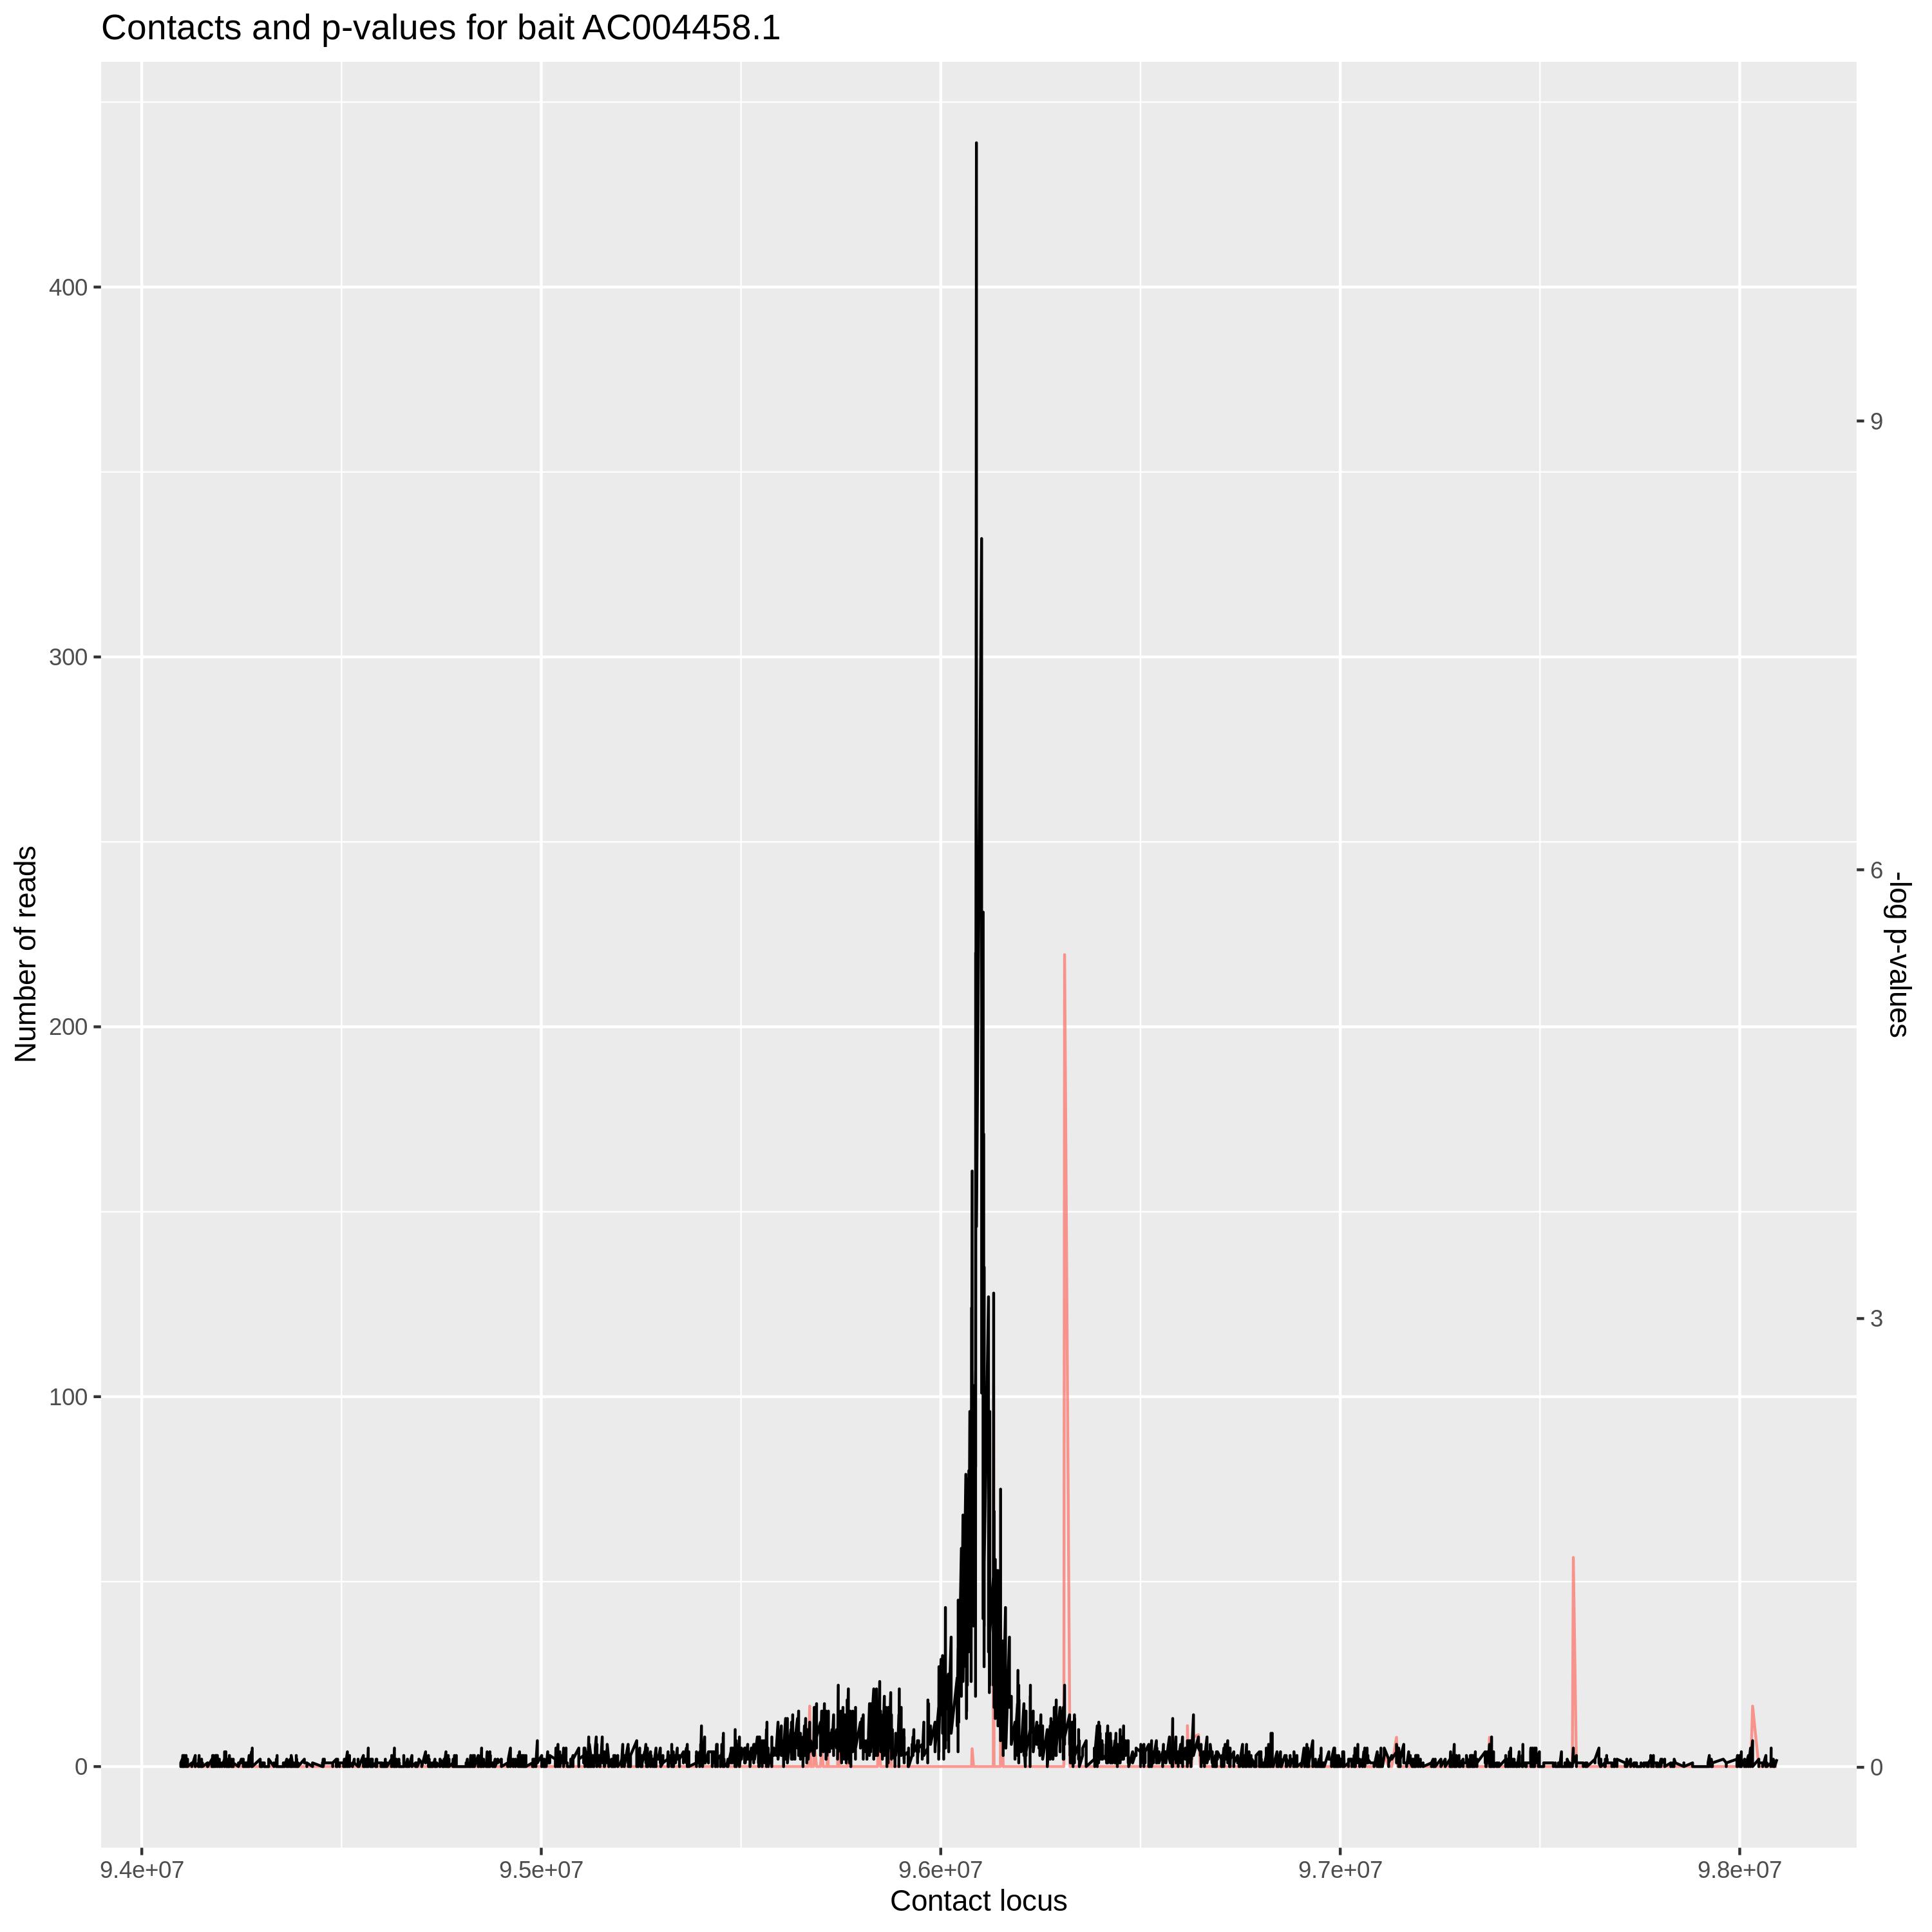 Contacts and p-values for bait AC004458.1
400
300
200
100
0
Number of reads
9
6
3
0
-log p-values
9.4e+07
9.5e+07
9.6e+07
9.7e+07
9.8e+07
Contact locus